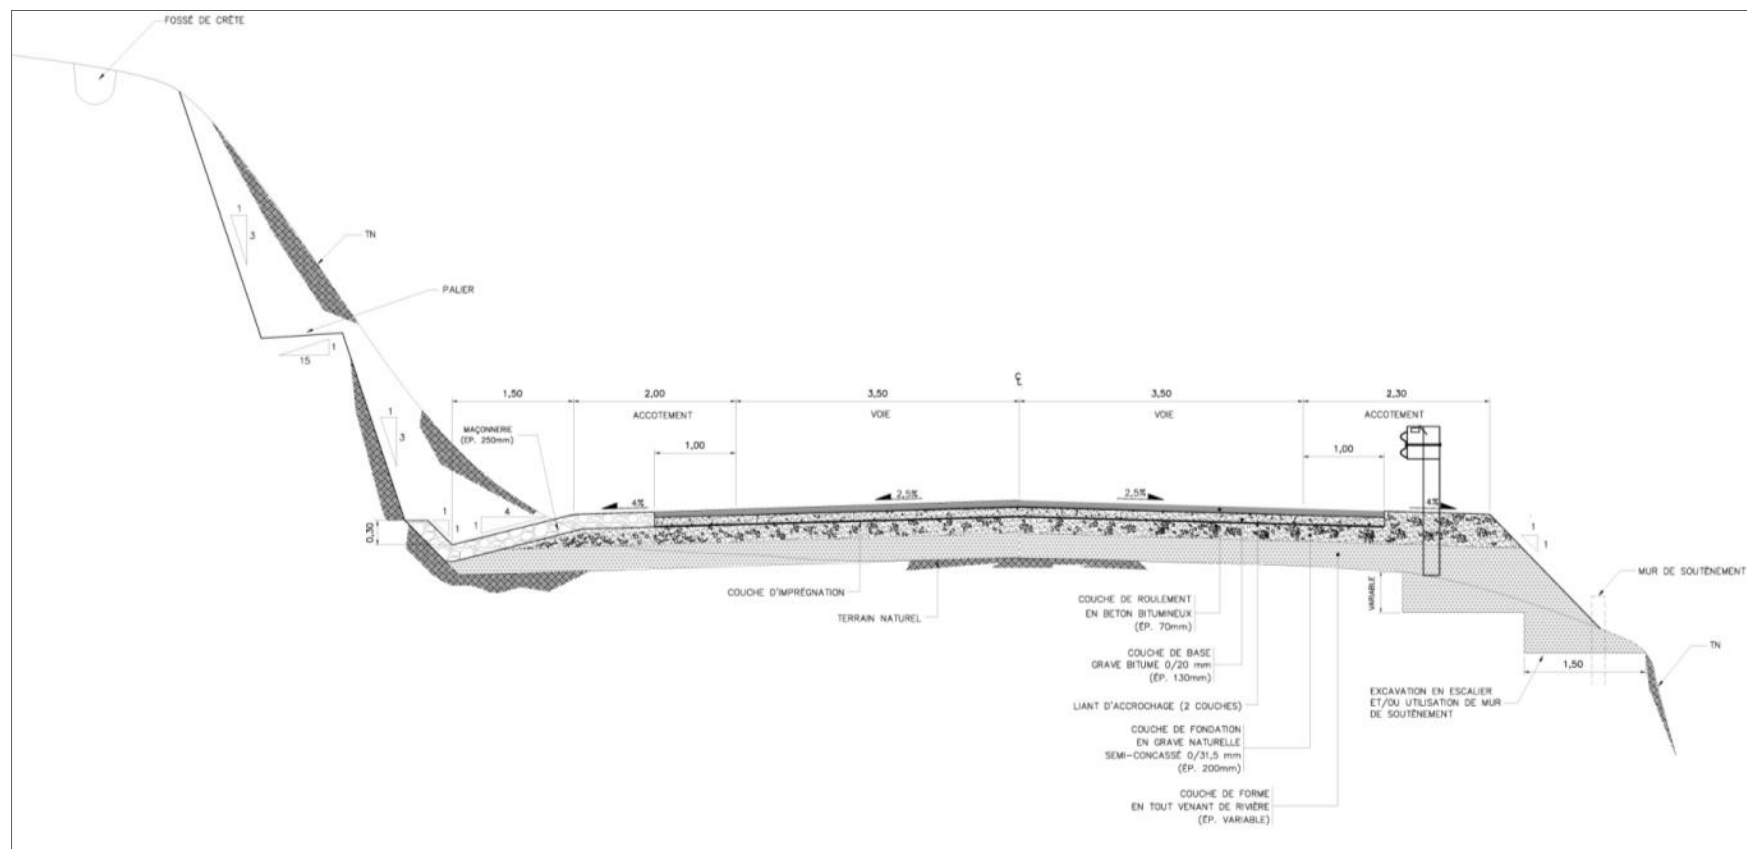 FOSSÉ DE CRÊTE
1
3
TN
PALIER
15
1
1
3
1,50
2,00
3,50
3,50
2,30
ACCOTEMENT
VOIE
VOIE
ACCOTEMENT
MAÇONNERIE
(EP. 250mm)
1,00
1,00
4%
2,5%
2,5%
4%
0,30
1
1
1
4
1
1
MUR DE SOUTÈNEMENT
VARIABLE
COUCHE D'IMPRÉGNATION
TERRAIN NATUREL
COUCHE DE ROULEMENT
EN BETON BITUMINEUX
(ÉP. 70mm)
COUCHE DE BASE
GRAVE BITUME 0/20 mm
(ÉP. 130mm)
LIANT D'ACCROCHAGE (2 COUCHES)
COUCHE DE FONDATION
EN GRAVE NATURELLE
SEMI-CONCASSÉ 0/31,5 mm
(ÉP. 200mm)
COUCHE DE FORME
EN TOUT VENANT DE RIVIÈRE
(ÉP. VARIABLE)
1,50
TN
EXCAVATION EN ESCALIER
ET/OU UTILISATION DE MUR
DE SOUTÈNEMENT